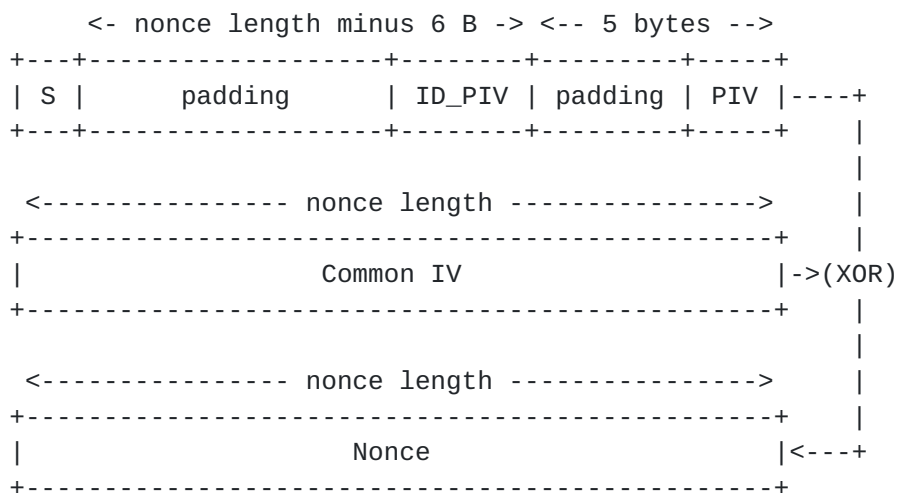 <- nonce length minus 6 B -> <-- 5 bytes -->
+---+-------------------+--------+---------+-----+
| S |      padding      | ID_PIV | padding | PIV |----+
+---+-------------------+--------+---------+-----+    |
                                                      |
 <---------------- nonce length ---------------->     |
+------------------------------------------------+    |
|                   Common IV                    |->(XOR)
+------------------------------------------------+    |
                                                      |
 <---------------- nonce length ---------------->     |
+------------------------------------------------+    |
|                     Nonce                      |<---+
+------------------------------------------------+